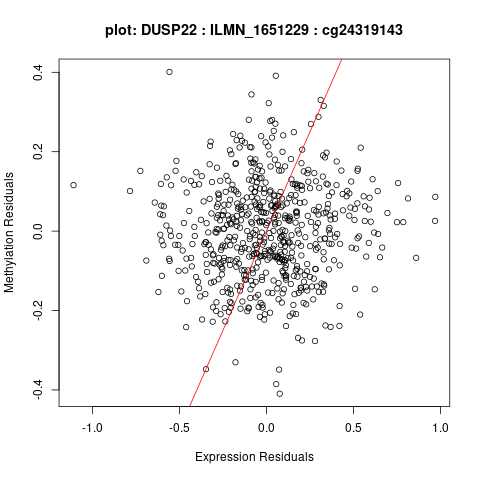 plot: DUSP22 : ILMN_1651229 : cg24319143
Methylation Residuals
0.4
0.2
0.0
-0.2
-0.4
-1.0 -0.5 0.0 0.5 1.0
Expression Residuals